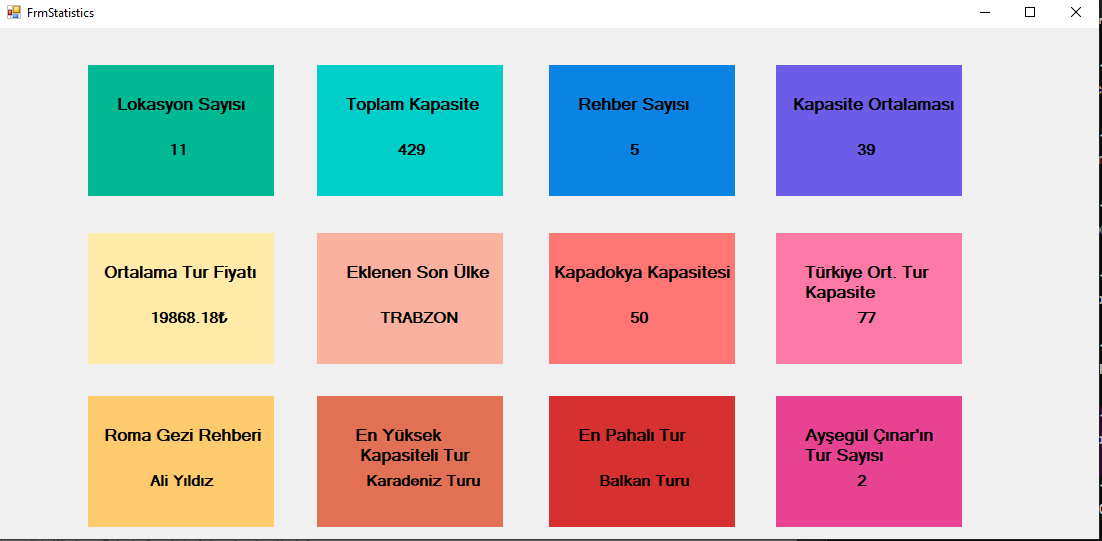 FrmStatistics
Lokasyon Sayısı
11
Toplam Kapasite
429
Rehber Sayısı
5
Kapasite Ortalaması
39
Ortalama Tur Fiyatı
19868.18₺
Eklenen Son Ülke
TRABZON
Kapadokya Kapasitesi
50
Türkiye Ort. Tur
Kapasite
77
Roma Gezi Rehberi
Ali Yıldız
En Yüksek
Kapasiteli Tur
Karadeniz Turu
En Pahalı Tur
Balkan Turu
Ayşegül Çınar'ın
Tur Sayısı
2